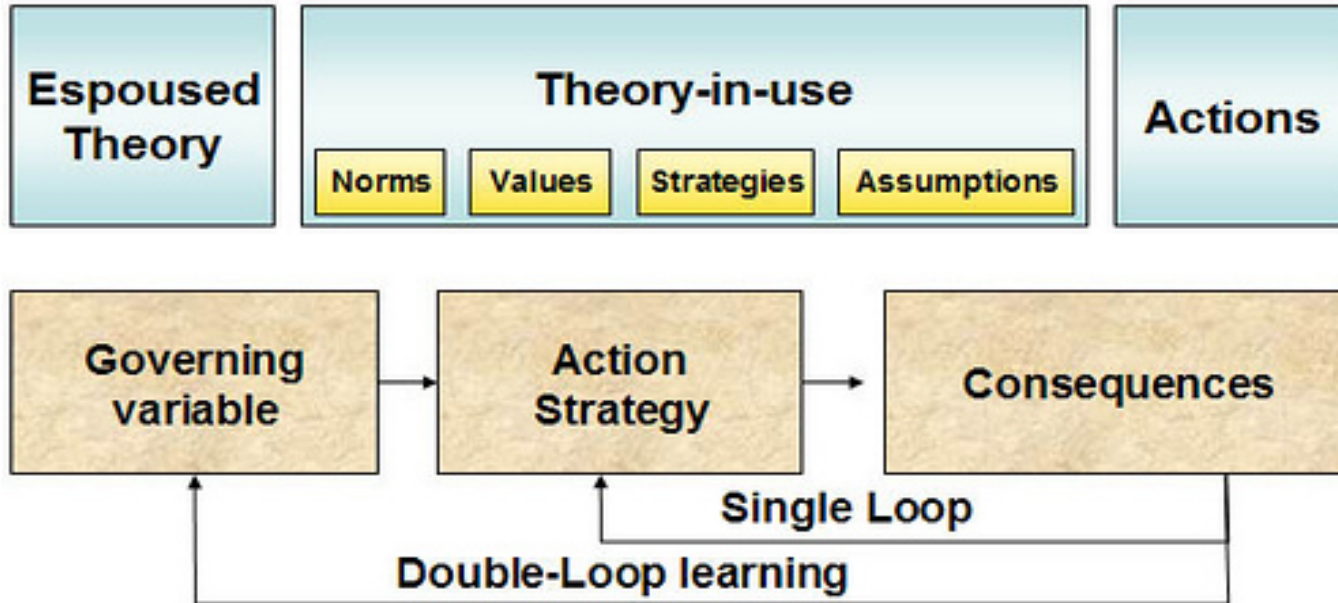 Espoused
Theory
Theory-in-use
Norms
Values
Strategies
Assumptions
Actions
Governing
variable
Action
Strategy
Consequences
Single Loop
Double-Loop learning